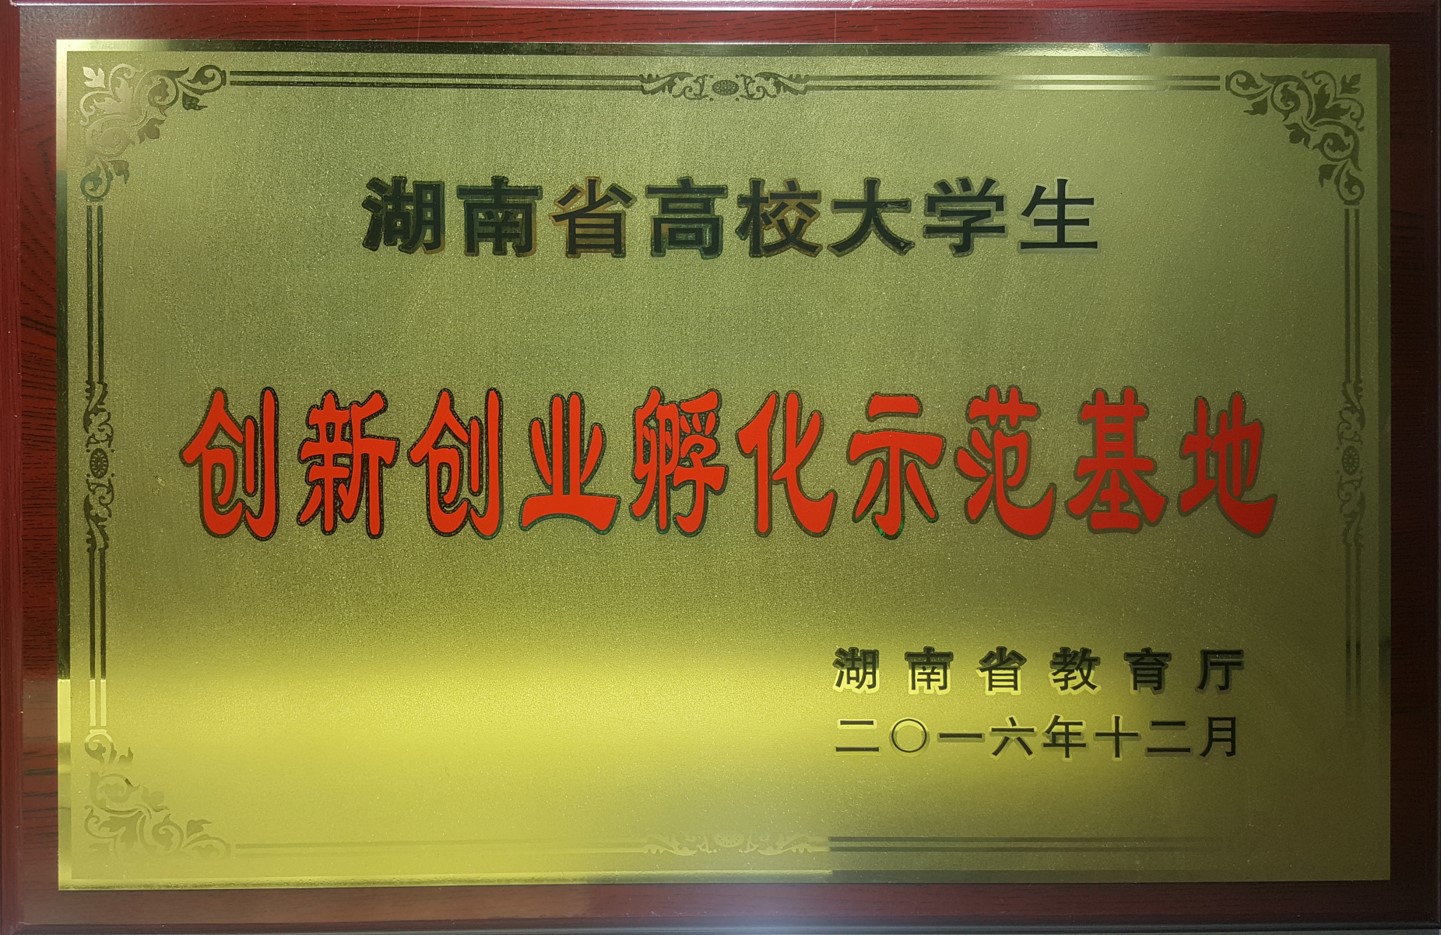 湖南省高校大学生
创新创业孵化示范基地
湖南省教育厅
二〇一六年十二月